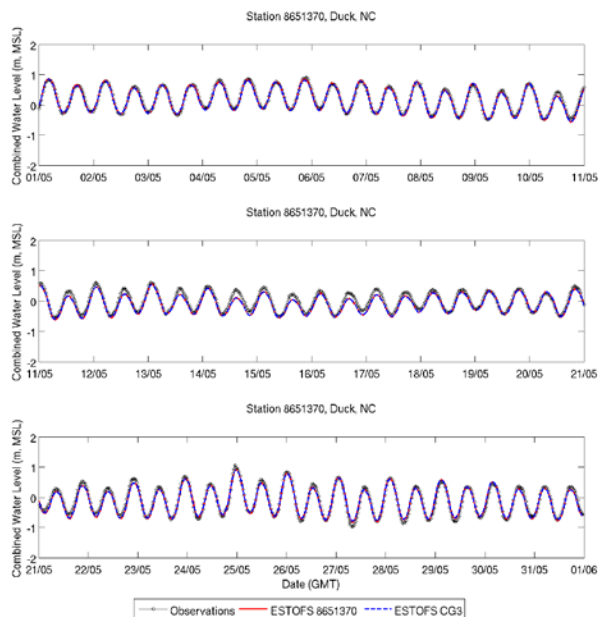 Station 8651370, Duck, NC
Combined Water Level (m, MSL)
2
1
0
-1
-2
01/05 02/05 03/05 04/05 05/05 06/05 07/05 08/05 09/05 10/05 11/05
Station 8651370, Duck, NC
Combined Water Level (m, MSL)
2
1
0
-1
-2
11/05 12/05 13/05 14/05 15/05 16/05 17/05 18/05 19/05 20/05 21/05
Station 8651370, Duck, NC
Combined Water Level (m, MSL)
2
1
0
-1
-2
21/05 22/05 23/05 24/05 25/05 26/05 27/05 28/05 29/05 30/05 31/05 01/06
Date (GMT)
Observations ESTOFS 8651370 ESTOFS CG3